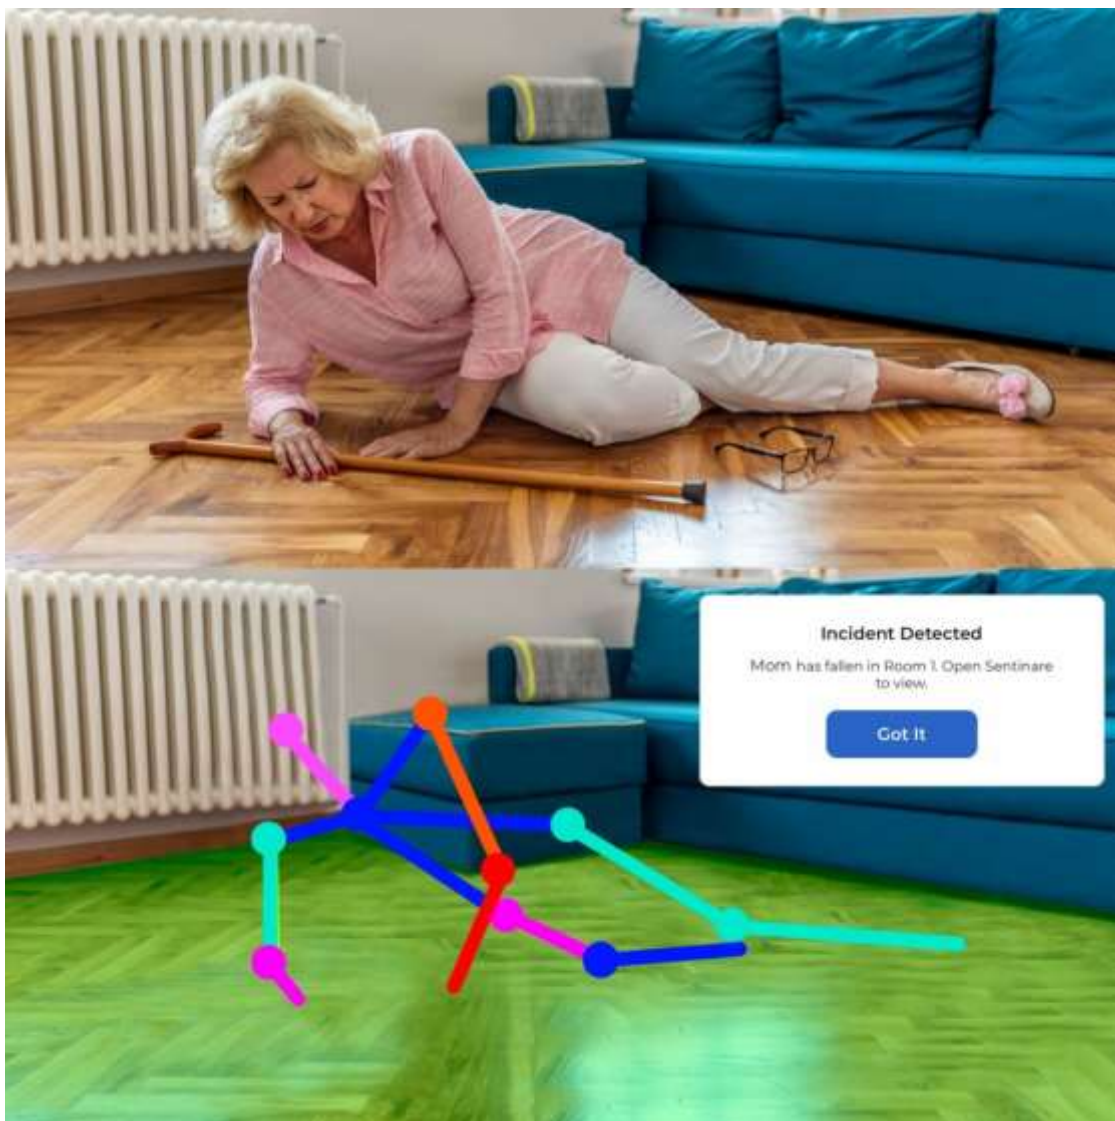 Incident Detected
Mom has fallen in Room 1. Open Sentinare
to view.
Got It